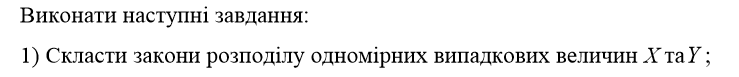 Виконати наступні завдання:
1) Скласти закони розподілу одномірних випадкових величин X та Y ;